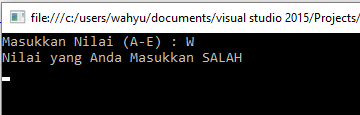 file:///c:/users/wahyu/documents/visual studio 2015/Projects/
Masukkan Nilai (A-E) : W
Nilai yang Anda Masukkan SALAH